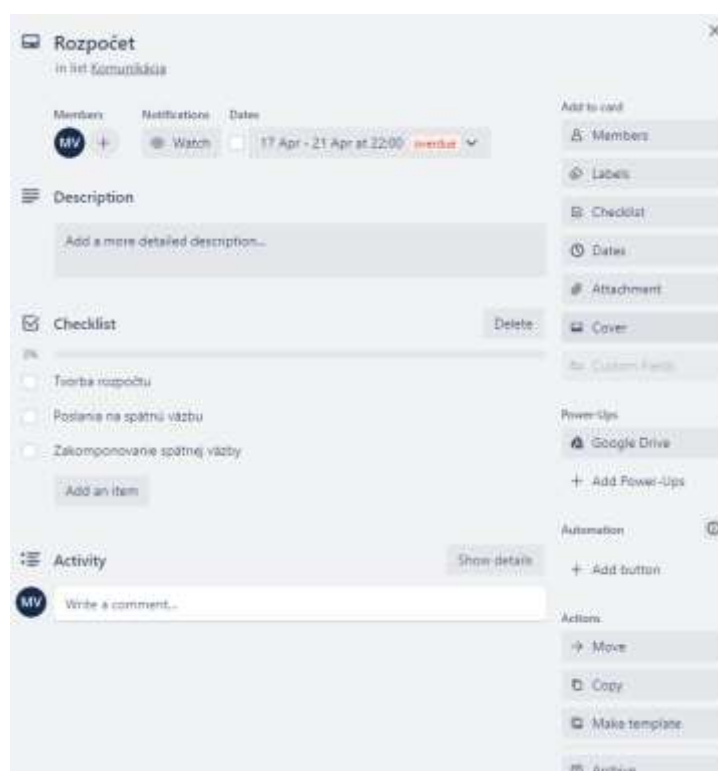 Rozpočet
in list Komunikácia
Members Notifications Dates
MV + Watch 17 Apr - 21 Apr at 22:00 overdue
Description
Add a more detailed description...
Checklist Delete
0%
Tvorba rozpočtu
Poslanie na spätnú väzbu
Zakomponovanie spätnej väzby
Add an item
Activity Show details
MV Write a comment...
Add to card
Members
Labels
Checklist
Dates
Attachment
Cover
Custom Fields
Power-Ups
Google Drive
+ Add Power-Ups
Automation
+ Add button
Actions
Move
Copy
Make template
Archive